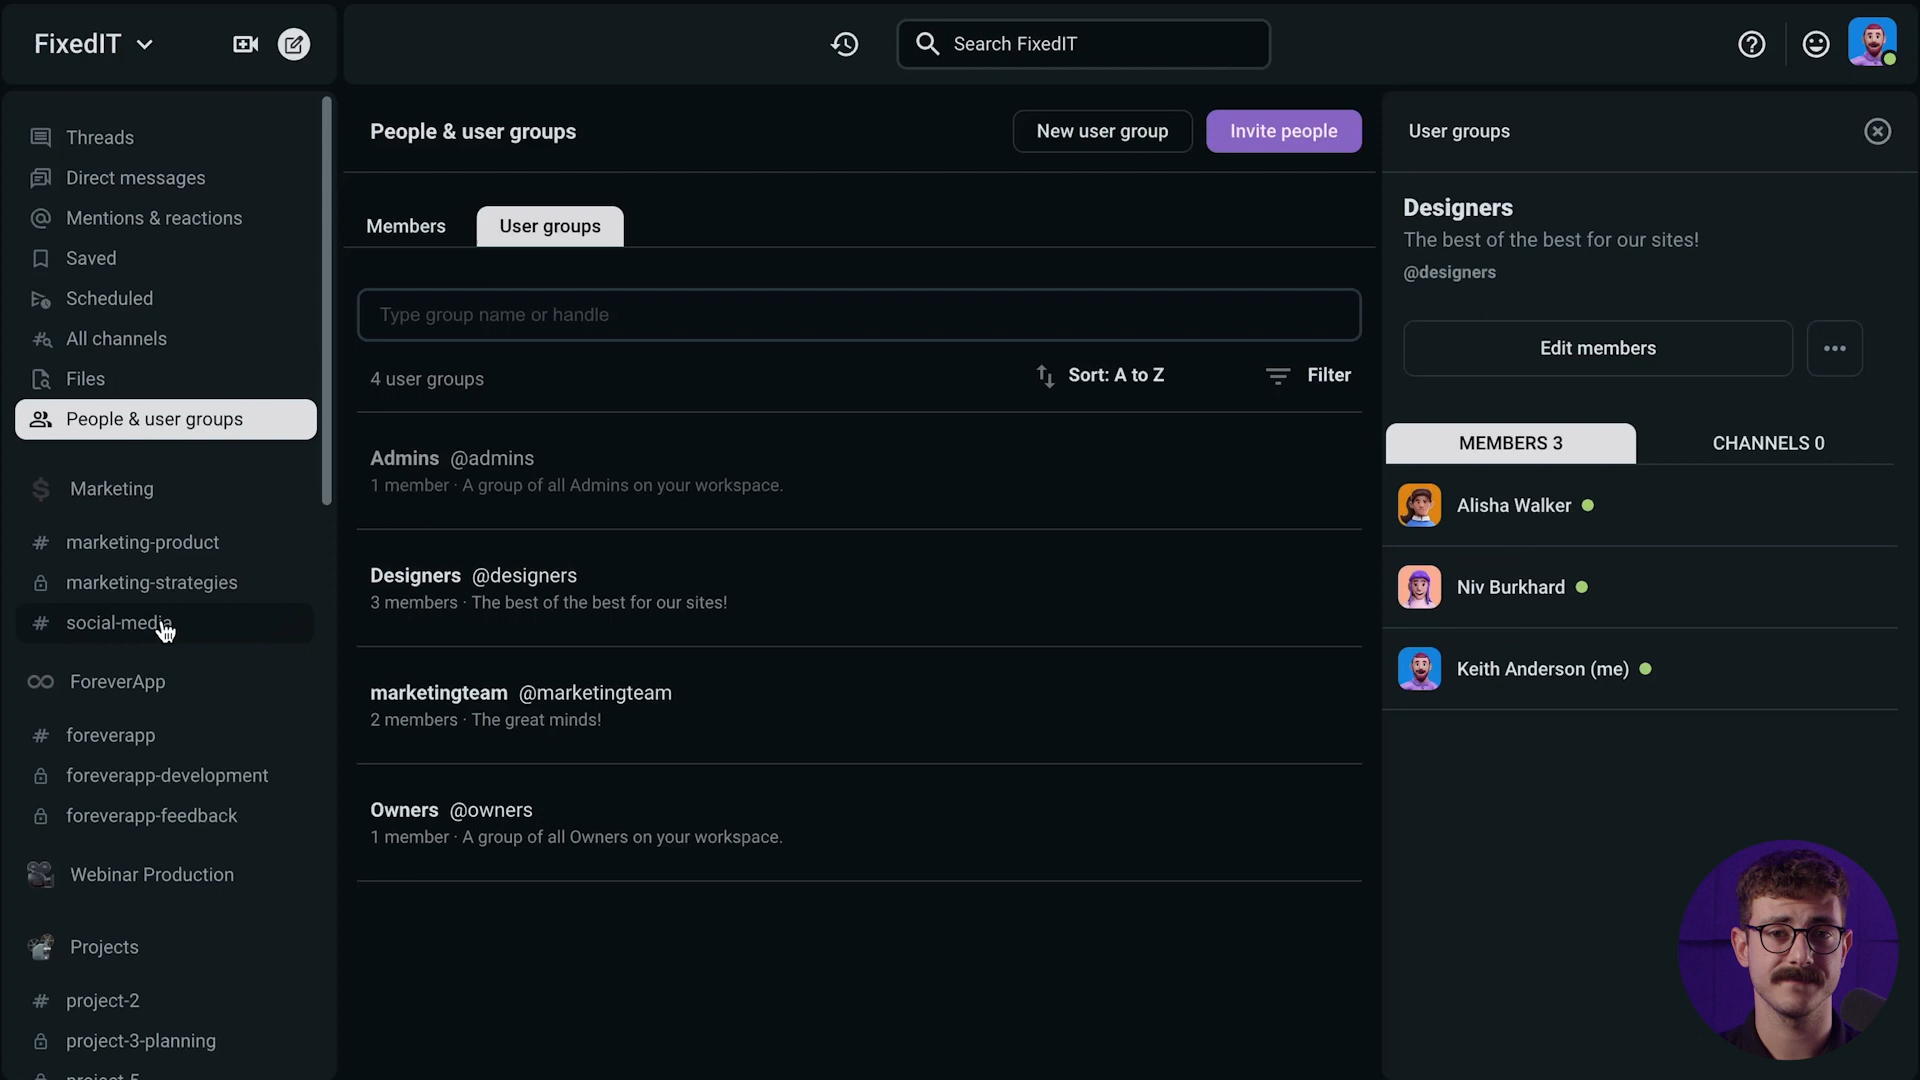 FixedIT
Search FixedIT
Threads
Direct messages
Mentions & reactions
Saved
Scheduled
All channels
Files
People & user groups
Marketing
marketing-product
marketing-strategies
social-media
ForeverApp
foreverapp
foreverapp-development
foreverapp-feedback
Webinar Production
Projects
project-2
project-3-planning
project-5
People & user groups
New user group
Invite people
Members
User groups
Type group name or handle
4 user groups
Sort: A to Z
Filter
Admins @admins
1 member · A group of all Admins on your workspace.
Designers @designers
3 members · The best of the best for our sites!
marketingteam @marketingteam
2 members · The great minds!
Owners @owners
1 member · A group of all Owners on your workspace.
User groups
Designers
The best of the best for our sites!
@designers
Edit members
MEMBERS 3
CHANNELS 0
Alisha Walker
Niv Burkhard
Keith Anderson (me)